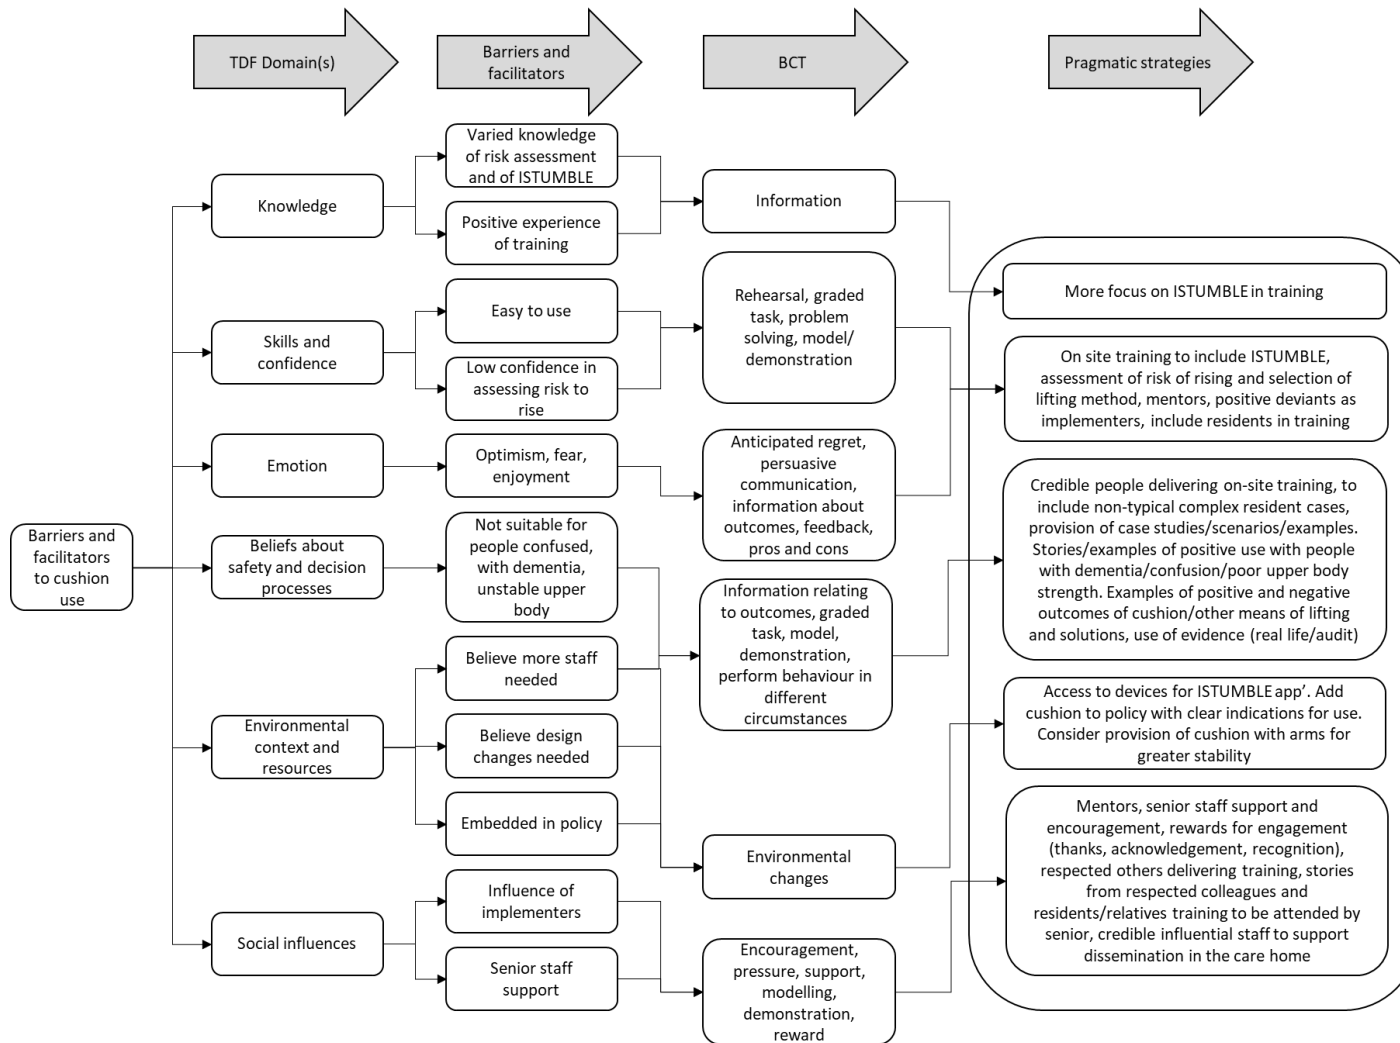 TDF Domain(s)
Barriers and
facilitators
BCT
Pragmatic strategies
Barriers and
facilitators
to cushion
use
Knowledge
Skills and
confidence
Emotion
Beliefs about
safety and decision
processes
Environmental
context and
resources
Social influences
Varied knowledge
of risk assessment
and of ISTUMBLE
Positive experience
of training
Easy to use
Low confidence in
assessing risk to
rise
Optimism, fear,
enjoyment
Not suitable for
people confused,
with dementia,
unstable upper
body
Believe more staff
needed
Believe design
changes needed
Embedded in policy
Influence of
implementers
Senior staff
support
Information
Rehearsal, graded
task, problem
solving, model/
demonstration
Anticipated regret,
persuasive
communication,
information about
outcomes, feedback,
pros and cons
Information relating
to outcomes, graded
task, model,
demonstration,
perform behaviour in
different
circumstances
Environmental
changes
Encouragement,
pressure, support,
modelling,
demonstration,
reward
More focus on ISTUMBLE in training
On site training to include ISTUMBLE,
assessment of risk of rising and selection of
lifting method, mentors, positive deviants as
implementers, include residents in training
Credible people delivering on-site training, to
include non-typical complex resident cases,
provision of case studies/scenarios/examples.
Stories/examples of positive use with people
with dementia/confusion/poor upper body
strength. Examples of positive and negative
outcomes of cushion/other means of lifting
and solutions, use of evidence (real life/audit)
Access to devices for ISTUMBLE app’. Add
cushion to policy with clear indications for use.
Consider provision of cushion with arms for
greater stability
Mentors, senior staff support and
encouragement, rewards for engagement
(thanks, acknowledgement, recognition),
respected others delivering training, stories
from respected colleagues and
residents/relatives training to be attended by
senior, credible influential staff to support
dissemination in the care home